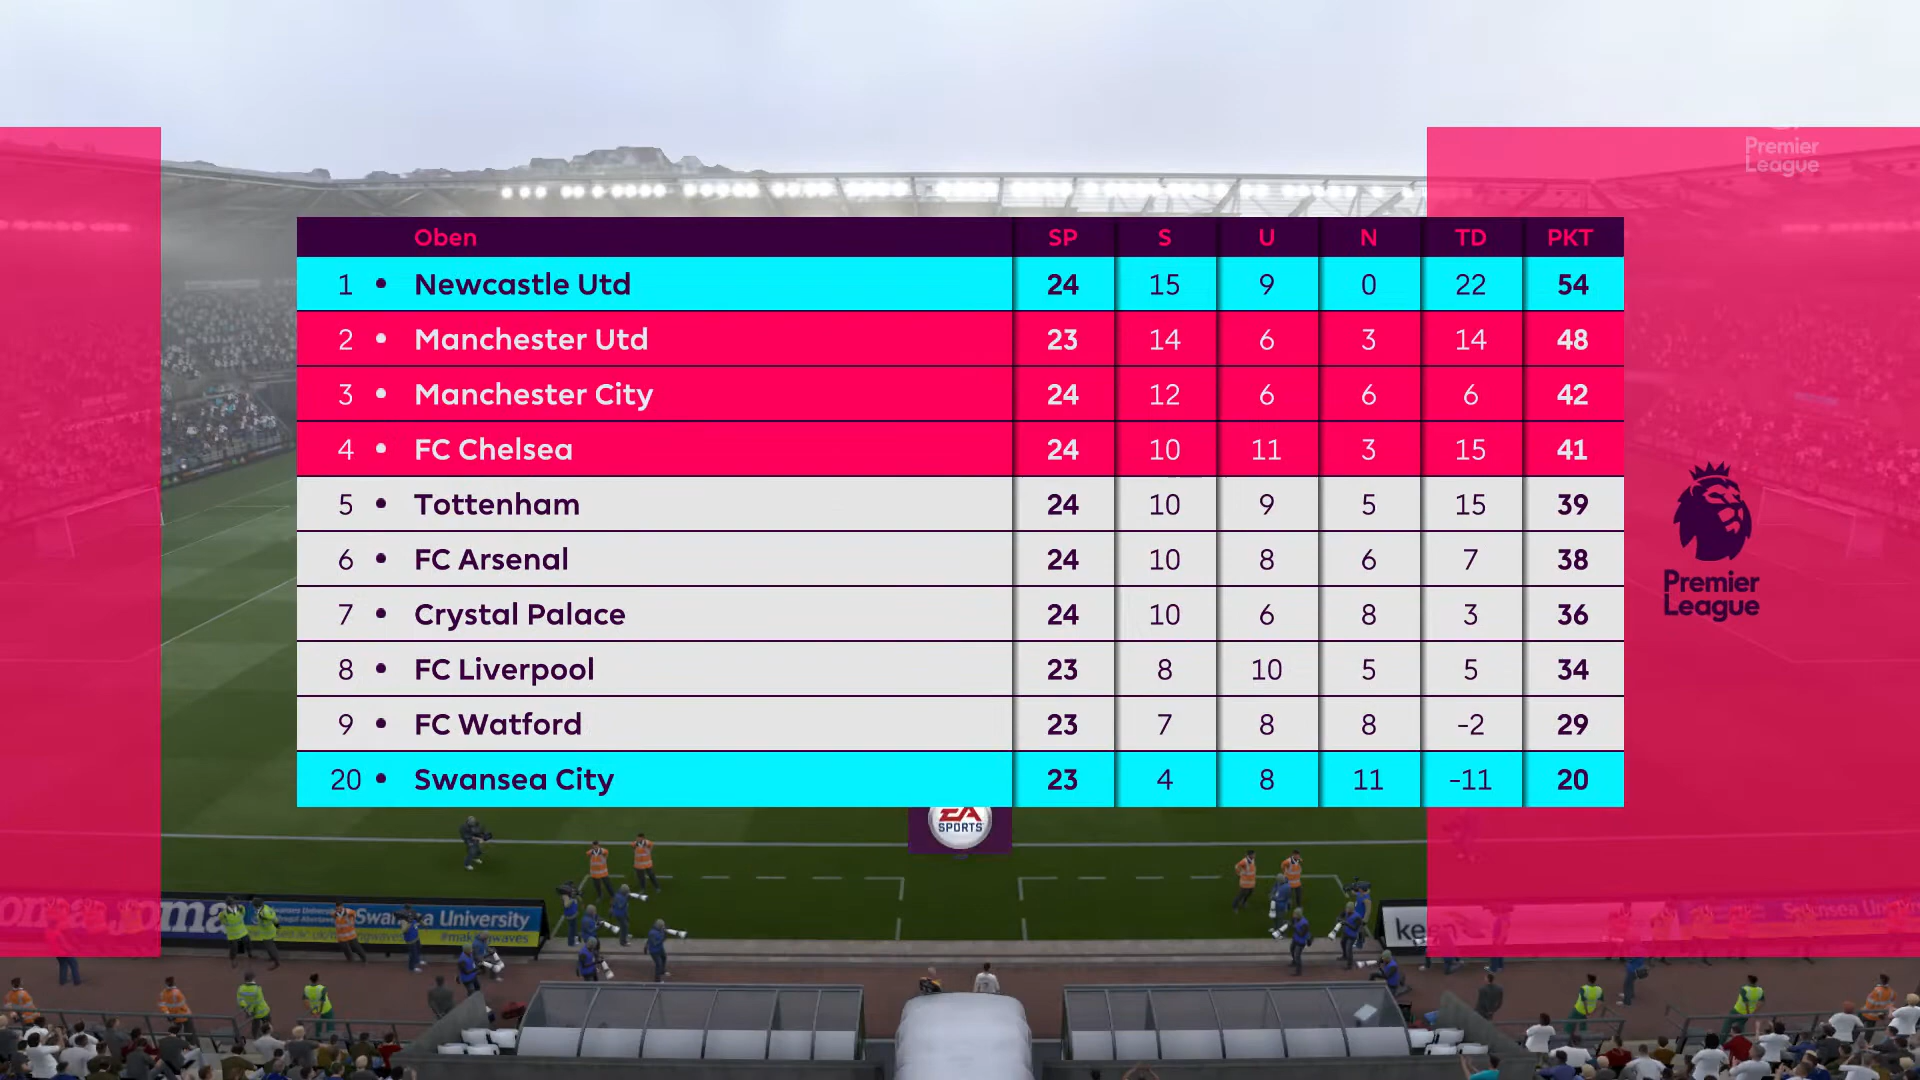 Premier
League
Oben SP S U N TD PKT
1 • Newcastle Utd 24 15 9 0 22 54
2 • Manchester Utd 23 14 6 3 14 48
3 • Manchester City 24 12 6 6 6 42
4 • FC Chelsea 24 10 11 3 15 41
5 • Tottenham 24 10 9 5 15 39
6 • FC Arsenal 24 10 8 6 7 38
7 • Crystal Palace 24 10 6 8 3 36
8 • FC Liverpool 23 8 10 5 5 34
9 • FC Watford 23 7 8 8 -2 29
20 • Swansea City 23 4 8 11 -11 20
Premier
League
EA
SPORTS
Swansea University